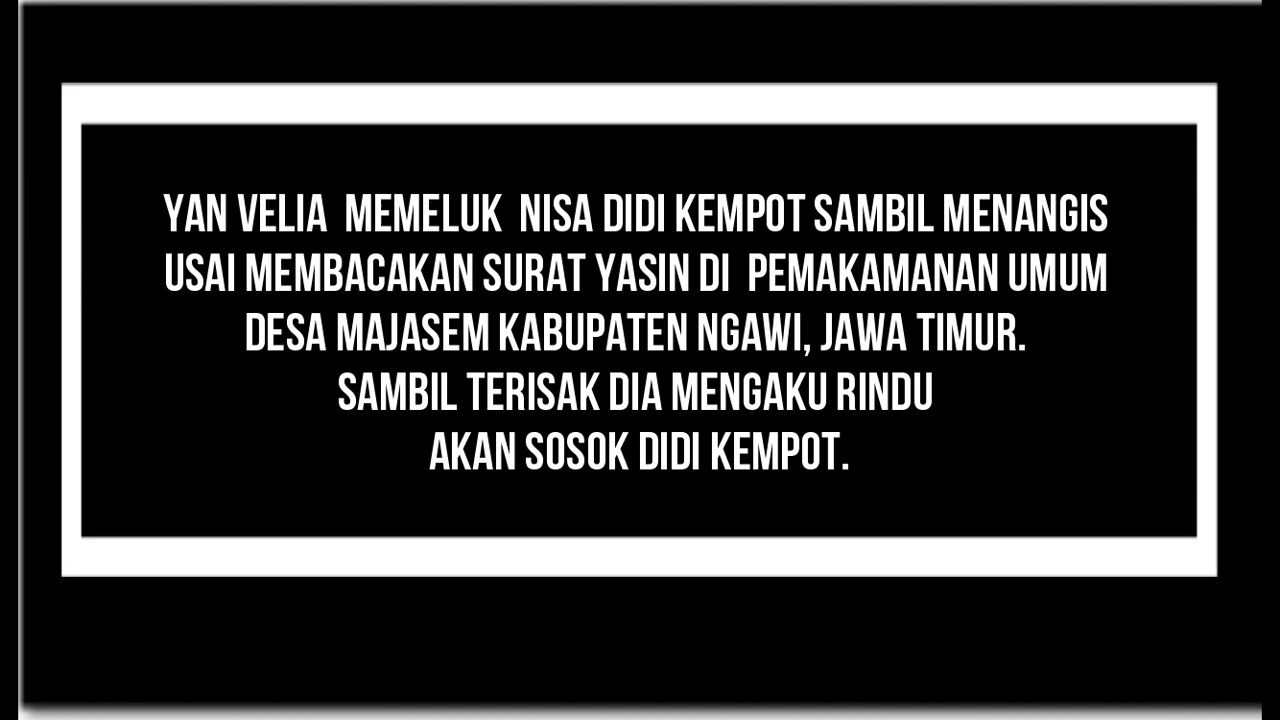 YAN VELIA MEMELUK NISA DIDI KEMPOT SAMBIL MENANGIS
USAI MEMBACAKAN SURAT YASIN DI PEMAKAMANAN UMUM
DESA MAJASEM KABUPATEN NGAWI, JAWA TIMUR.
SAMBIL TERISAK DIA MENGAKU RINDU
AKAN SOSOK DIDI KEMPOT.